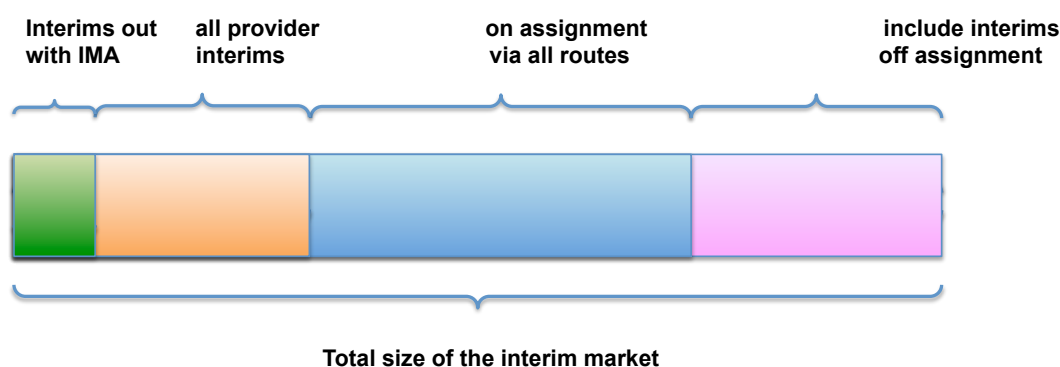 Interims out
with IMA
all provider
interims
on assignment
via all routes
include interims
off assignment
Total size of the interim market